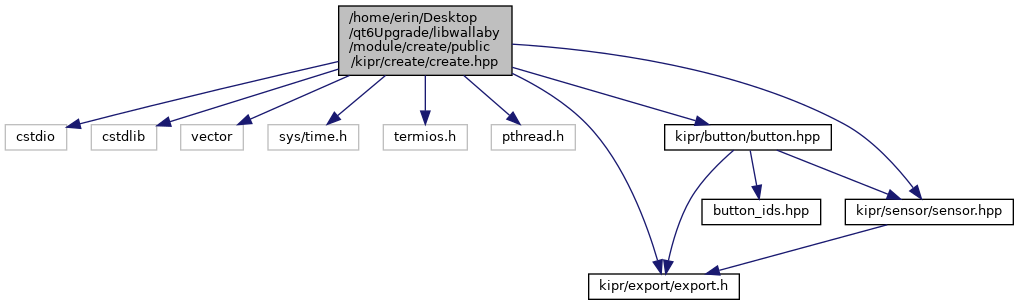 /home/erin/Desktop
/qt6Upgrade/libwallaby
/module/create/public
/kipr/create/create.hpp
cstdio
cstdlib
vector
sys/time.h
termios.h
pthread.h
kipr/button/button.hpp
button_ids.hpp
kipr/sensor/sensor.hpp
kipr/export/export.h